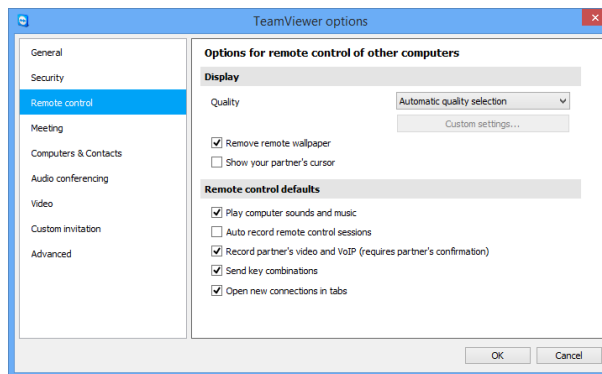 TeamViewer options
General
Security
Remote control
Meeting
Computers & Contacts
Audio conferencing
Video
Custom invitation
Advanced
Options for remote control of other computers
Display
Quality
Automatic quality selection
Custom settings...
Remove remote wallpaper
Show your partner's cursor
Remote control defaults
Play computer sounds and music
Auto record remote control sessions
Record partner's video and VoIP (requires partner's confirmation)
Send key combinations
Open new connections in tabs
OK
Cancel